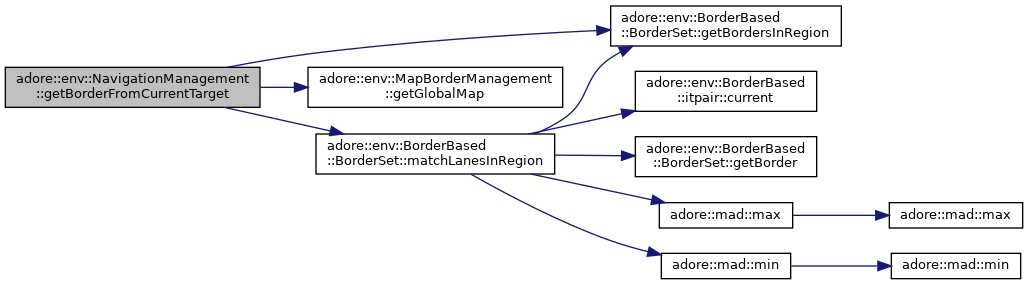 adore::env::NavigationManagement
::getBorderFromCurrentTarget
adore::env::BorderBased
::BorderSet::getBordersInRegion
adore::env::MapBorderManagement
::getGlobalMap
adore::env::BorderBased
::BorderSet::matchLanesInRegion
adore::env::BorderBased
::itpair::current
adore::env::BorderBased
::BorderSet::getBorder
adore::mad::max
adore::mad::max
adore::mad::min
adore::mad::min